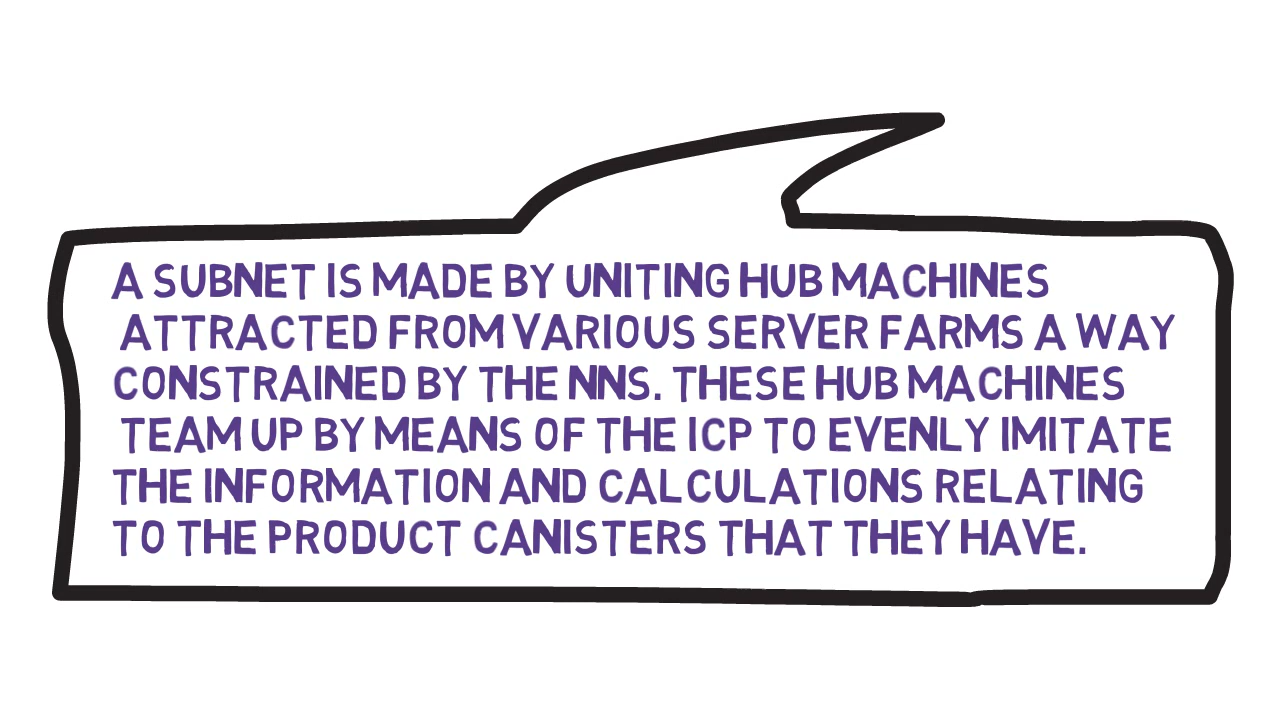 A SUBNET IS MADE BY UNITING HUB MACHINES
ATTRACTED FROM VARIOUS SERVER FARMS A WAY
CONSTRAINED BY THE NNS. THESE HUB MACHINES
TEAM UP BY MEANS OF THE ICP TO EVENLY IMITATE
THE INFORMATION AND CALCULATIONS RELATING
TO THE PRODUCT CANISTERS THAT THEY HAVE.